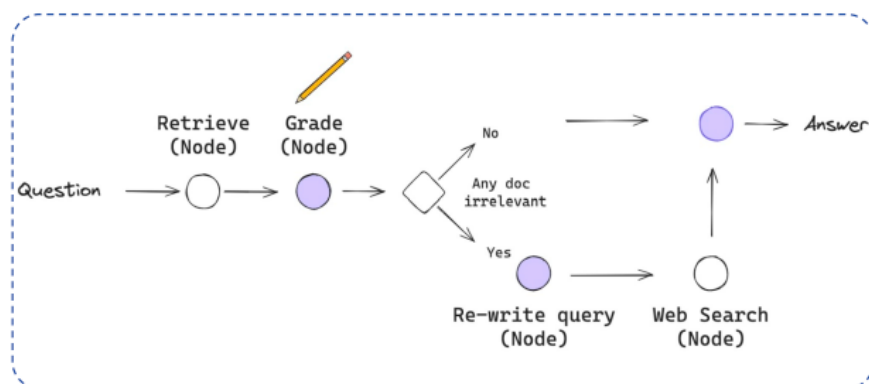 Retrieve
(Node)
Grade
(Node)
No
Answer
Question
Any doc
irrelevant
Yes
Re-write query
(Node)
Web Search
(Node)